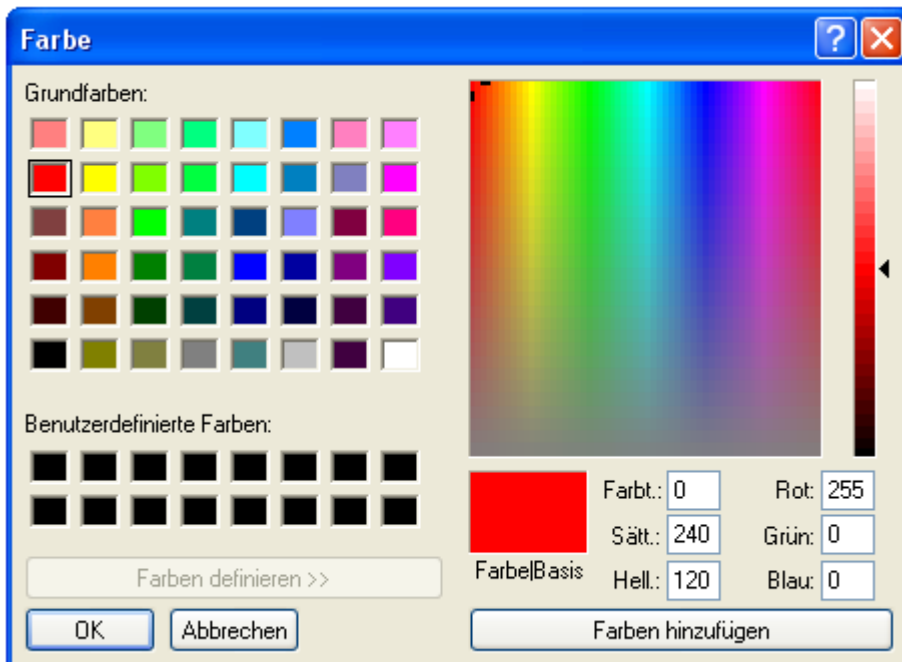 Farbe
Grundfarben:
Benutzerdefinierte Farben:
Farben definieren >>
OK Abbrechen
Farbe|Basis
Farbt.: 0 Rot: 255
Sätt.: 240 Grün: 0
Hell.: 120 Blau: 0
Farben hinzufügen